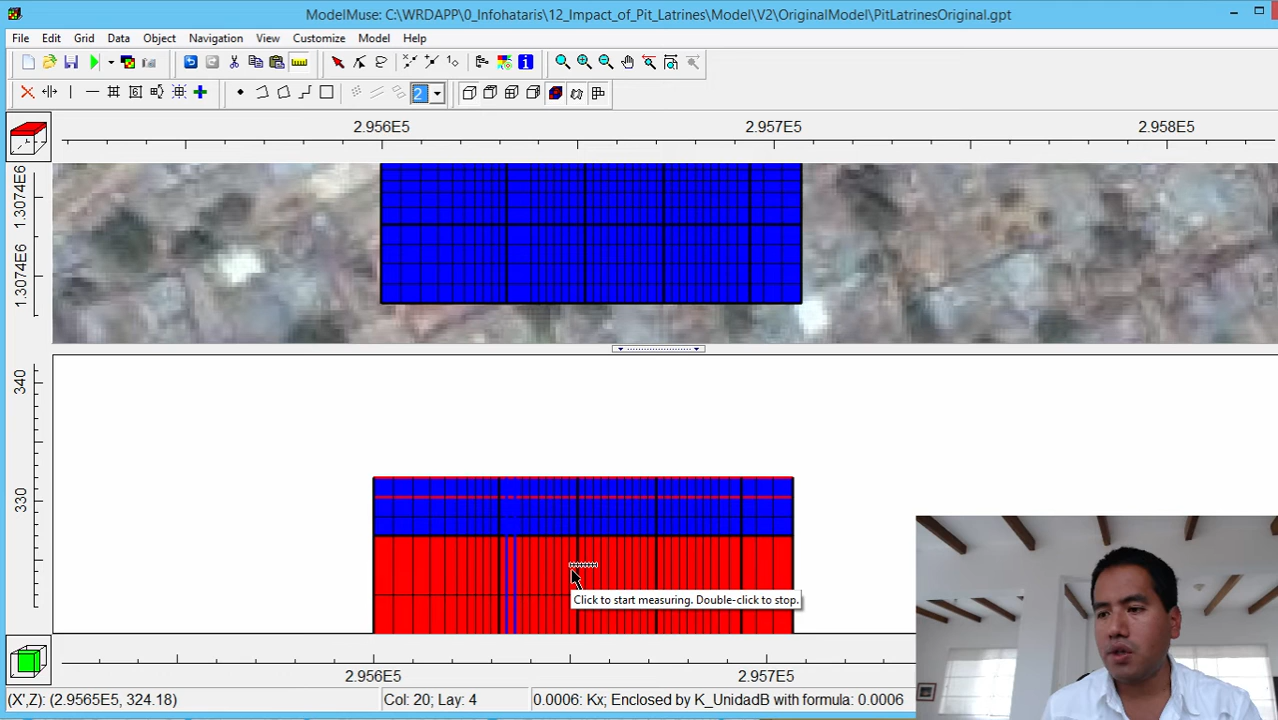 ModelMuse: C:\WRDAPP\0_Infohataris\12_Impact_of_Pit_Latrines\Model\V2\OriginalModel\PitLatrinesOriginal.gpt
File Edit Grid Data Object Navigation View Customize Model Help
2
2.956E5 2.957E5 2.958E5
1.3074E6
1.3074E6
340
330
Click to start measuring. Double-click to stop.
2.956E5 2.957E5
(X',Z): (2.9565E5, 324.18) Col: 20; Lay: 4 0.0006: Kx; Enclosed by K_UnidadB with formula: 0.0006